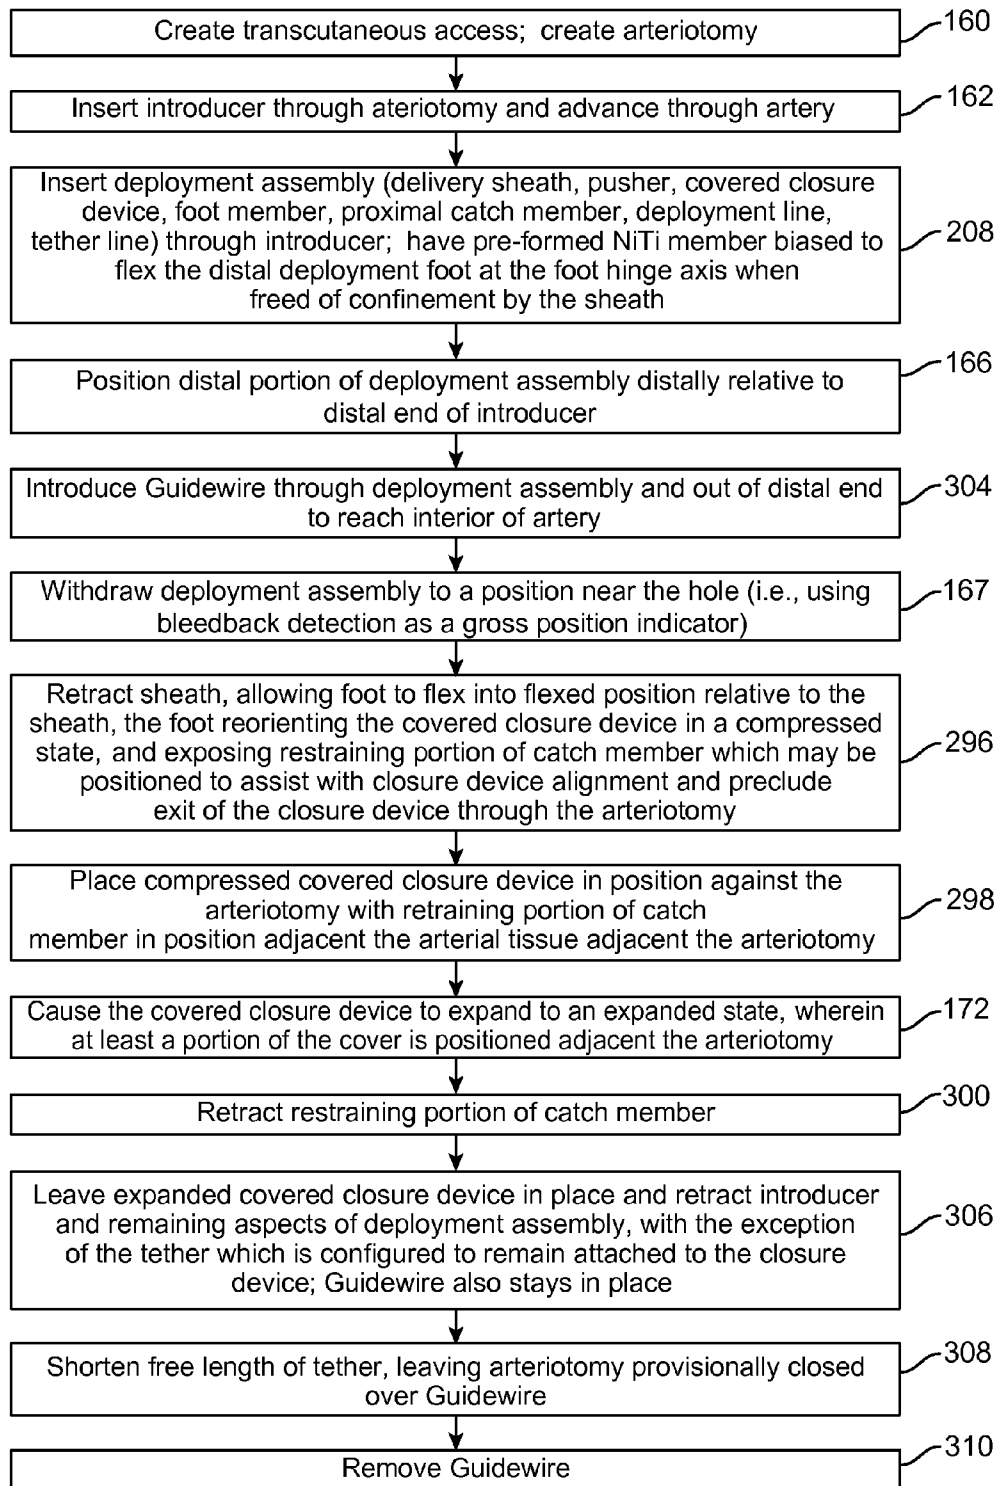 Create transcutaneous access; create arteriotomy
160
Insert introducer through ateriotomy and advance through artery
162
Insert deployment assembly (delivery sheath, pusher, covered closure
device, foot member, proximal catch member, deployment line,
tether line) through introducer; have pre-formed NiTi member biased to
flex the distal deployment foot at the foot hinge axis when
freed of confinement by the sheath
208
Position distal portion of deployment assembly distally relative to
distal end of introducer
166
Introduce Guidewire through deployment assembly and out of distal end
to reach interior of artery
304
Withdraw deployment assembly to a position near the hole (i.e., using
bleedback detection as a gross position indicator)
167
Retract sheath, allowing foot to flex into flexed position relative to the
sheath, the foot reorienting the covered closure device in a compressed
state, and exposing restraining portion of catch member which may be
positioned to assist with closure device alignment and preclude
exit of the closure device through the arteriotomy
296
Place compressed covered closure device in position against the
arteriotomy with retraining portion of catch
member in position adjacent the arterial tissue adjacent the arteriotomy
298
Cause the covered closure device to expand to an expanded state, wherein
at least a portion of the cover is positioned adjacent the arteriotomy
172
Retract restraining portion of catch member
300
Leave expanded covered closure device in place and retract introducer
and remaining aspects of deployment assembly, with the exception
of the tether which is configured to remain attached to the closure
device; Guidewire also stays in place
306
Shorten free length of tether, leaving arteriotomy provisionally closed
over Guidewire
308
Remove Guidewire
310